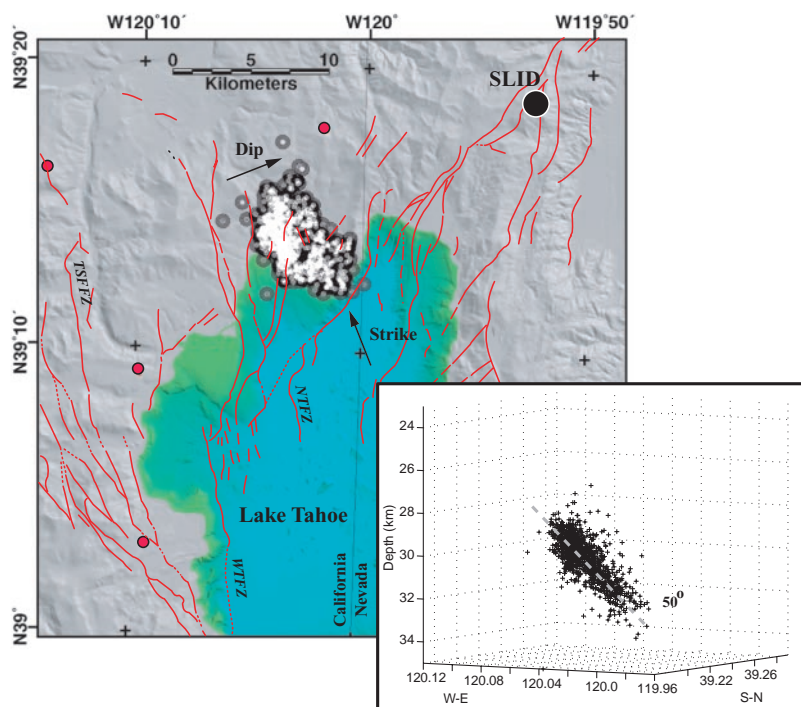 W120˚10' W120˚ W119˚50'
N39˚20'
0 5 10
Kilometers
SLID
Dip
TSFFZ
N39˚10'
Strike
NTFZ
Lake Tahoe
WTFZ
California
Nevada
N39˚
24
26
28
30
32
34
Depth (km)
50o
120.12 120.08 120.04 120.0 119.96
39.22 39.26
W-E S-N